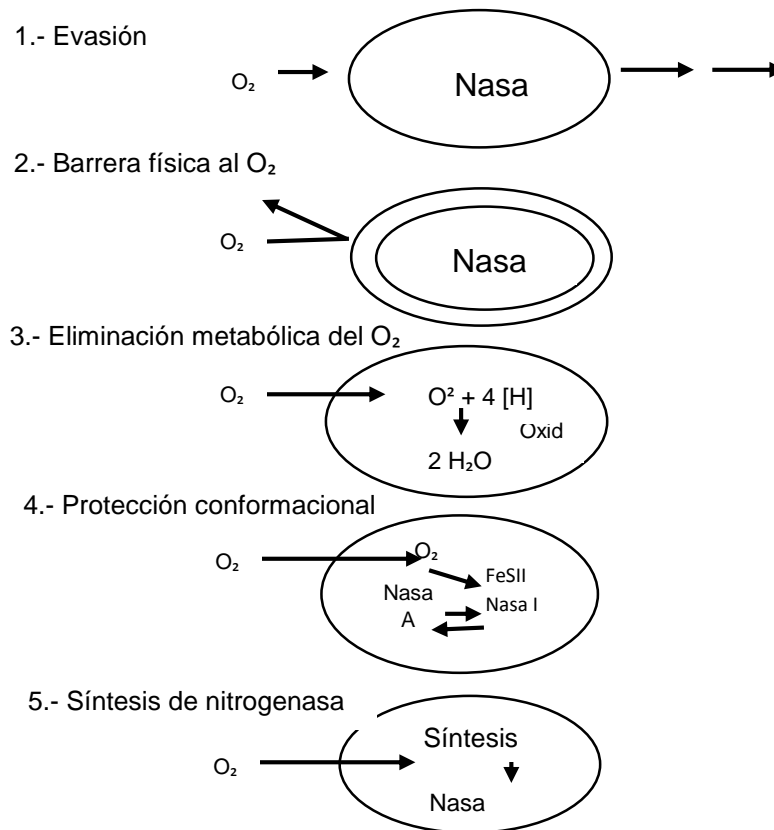 1.- Evasión
O₂
Nasa
2.- Barrera física al O₂
O₂
Nasa
3.- Eliminación metabólica del O₂
O₂
O² + 4 [H]
Oxid
2 H₂O
4.- Protección conformacional
O₂
O₂
FeSII
Nasa
A
Nasa I
5.- Síntesis de nitrogenasa
O₂
Síntesis
Nasa